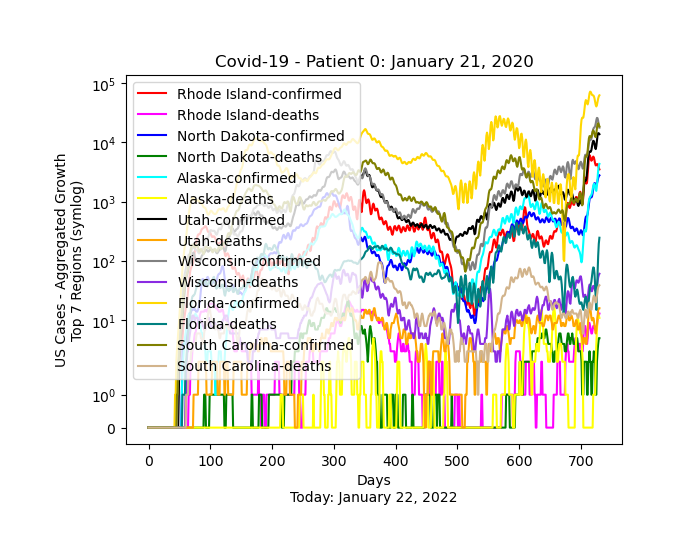 Covid-19 - Patient 0: January 21, 2020
US Cases - Aggregated Growth
Top 7 Regions (symlog)
10^5
10^4
10^3
10^2
10^1
10^0
0
Rhode Island-confirmed
Rhode Island-deaths
North Dakota-confirmed
North Dakota-deaths
Alaska-confirmed
Alaska-deaths
Utah-confirmed
Utah-deaths
Wisconsin-confirmed
Wisconsin-deaths
Florida-confirmed
Florida-deaths
South Carolina-confirmed
South Carolina-deaths
0 100 200 300 400 500 600 700
Days
Today: January 22, 2022